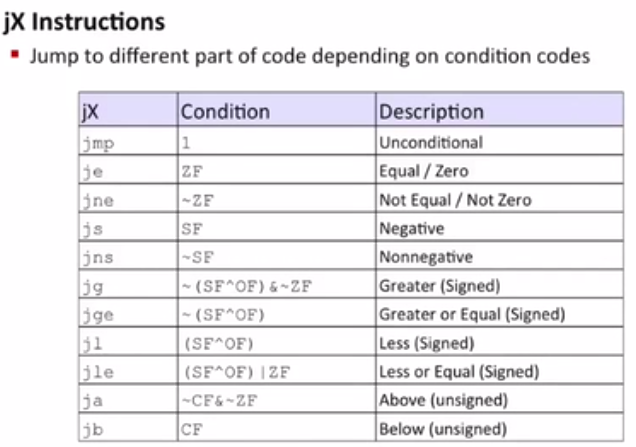 jX Instructions
▪ Jump to different part of code depending on condition codes
jX Condition Description
jmp 1 Unconditional
je ZF Equal / Zero
jne ~ZF Not Equal / Not Zero
js SF Negative
jns ~SF Nonnegative
jg ~(SF^OF)&~ZF Greater (Signed)
jge ~(SF^OF) Greater or Equal (Signed)
jl (SF^OF) Less (Signed)
jle (SF^OF)|ZF Less or Equal (Signed)
ja ~CF&~ZF Above (unsigned)
jb CF Below (unsigned)